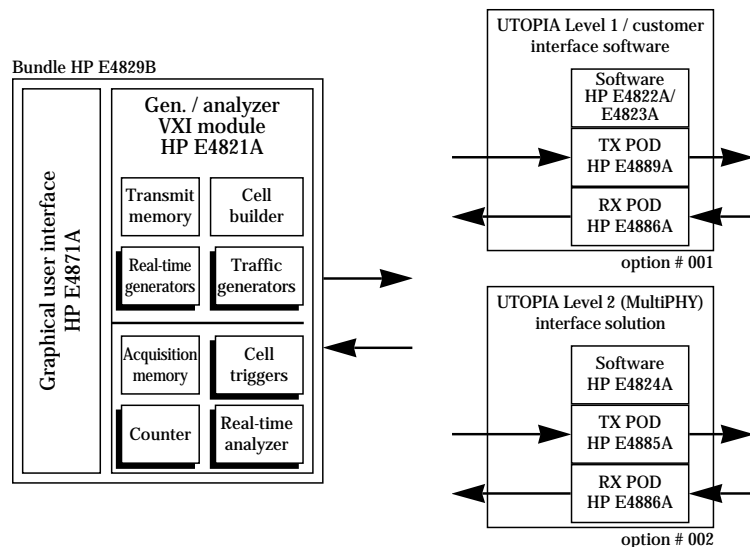 Bundle HP E4829B
Graphical user interface
HP E4871A
Gen. / analyzer
VXI module
HP E4821A
Transmit
memory
Cell
builder
Real-time
generators
Traffic
generators
Acquisition
memory
Cell
triggers
Counter
Real-time
analyzer
UTOPIA Level 1 / customer
interface software
Software
HP E4822A/
E4823A
TX POD
HP E4889A
RX POD
HP E4886A
option # 001
UTOPIA Level 2 (MultiPHY)
interface solution
Software
HP E4824A
TX POD
HP E4885A
RX POD
HP E4886A
option # 002